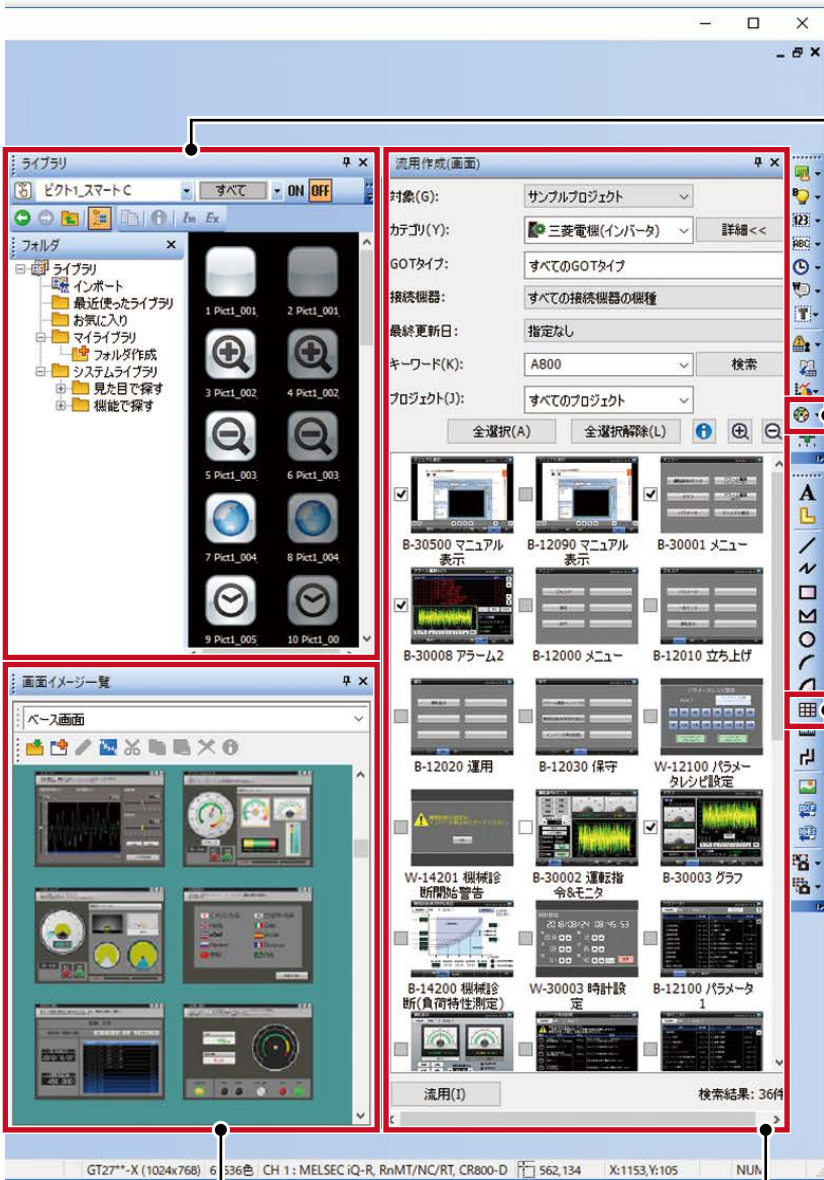 ライブラリ
ピクト1_スマート C
すべて
ON OFF
Im Ex
フォルダ
ライブラリ
インポート
最近使ったライブラリ
お気に入り
マイライブラリ
フォルダ作成
システムライブラリ
見た目で探す
機能で探す
1 Pict1_001
2 Pict1_001
3 Pict1_002
4 Pict1_002
5 Pict1_003
6 Pict1_003
7 Pict1_004
8 Pict1_004
9 Pict1_005
10 Pict1_00
画面イメージ一覧
ベース画面
流用作成(画面)
対象(G):
サンプルプロジェクト
カテゴリ(Y):
三菱電機(インバータ)
詳細<<
GOTタイプ:
すべてのGOTタイプ
接続機器:
すべての接続機器の機種
最終更新日:
指定なし
キーワード(K):
A800
検索
プロジェクト(J):
すべてのプロジェクト
全選択(A)
全選択解除(L)
B-30500 マニュアル
表示
B-12090 マニュアル
表示
B-30001 メニュー
B-30008 アラーム2
B-12000 メニュー
B-12010 立ち上げ
B-12020 運用
B-12030 保守
W-12100 パラメー
タレシピ設定
W-14201 機械診
断開始警告
B-30002 運転指
令&モニタ
B-30003 グラフ
B-14200 機械診
断(負荷特性測定)
2018/08/24 08:45:53
W-30003 時計設
定
B-12100 パラメータ
1
流用(I)
検索結果: 36件
123
ABC
A
DXF
IGES
GT27**-X (1024x768)
536色
CH 1 : MELSEC iQ-R, RnMT/NC/RT, CR800-D
562,134
X:1153,Y:105
NUM